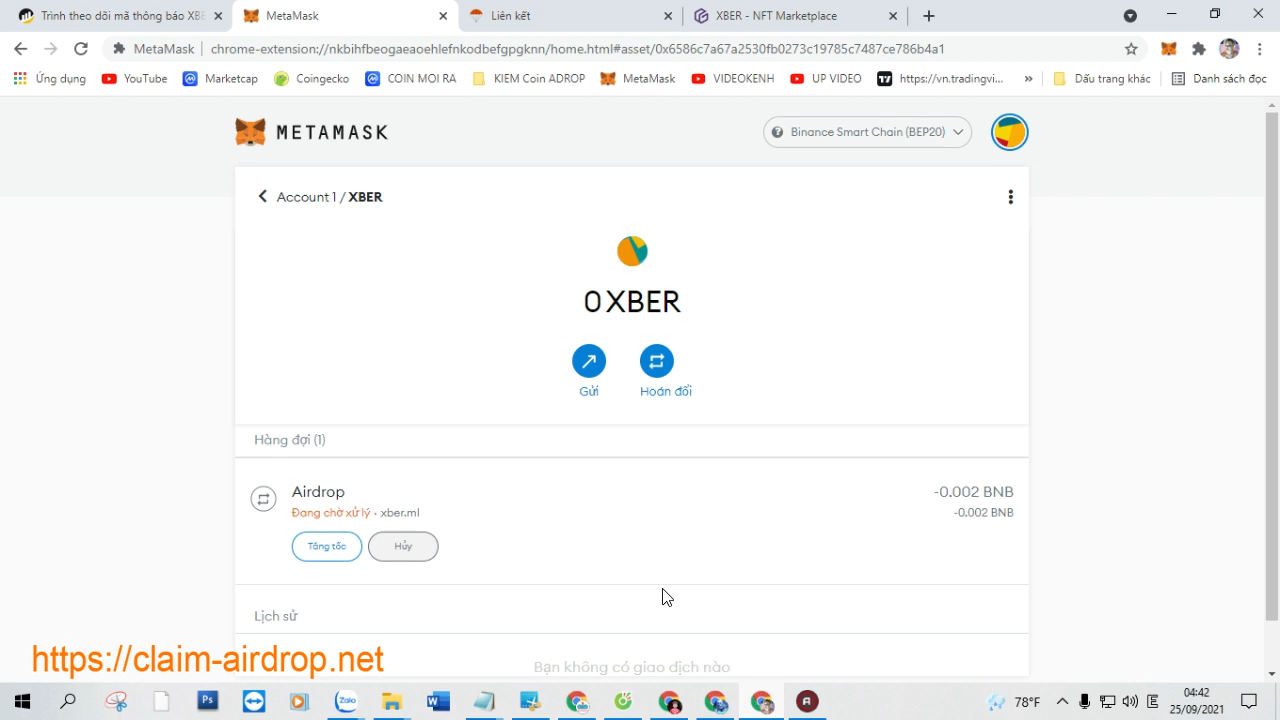 Trình theo dõi mã thông báo XBE
MetaMask
Liên kết
XBER - NFT Marketplace
MetaMask
chrome-extension://nkbihfbeogaeaoehlefnkodbefgpgknn/home.html#asset/0x6586c7a67a2530fb0273c19785c7487ce786b4a1
Ứng dụng
YouTube
Marketcap
Coingecko
COIN MOI RA
KIEM Coin ADROP
MetaMask
VIDEOKENH
UP VIDEO
https://vn.tradingvi...
»
Dấu trang khác
Danh sách đọc
METAMASK
Binance Smart Chain (BEP20)
Account 1 / XBER
0 XBER
Gửi
Hoán đổi
Hàng đợi (1)
Airdrop
-0.002 BNB
Đang chờ xử lý · xber.ml
-0.002 BNB
Tăng tốc
Hủy
Lịch sử
Bạn không có giao dịch nào
https://claim-airdrop.net
Ps
Zalo
78°F
04:42
25/09/2021